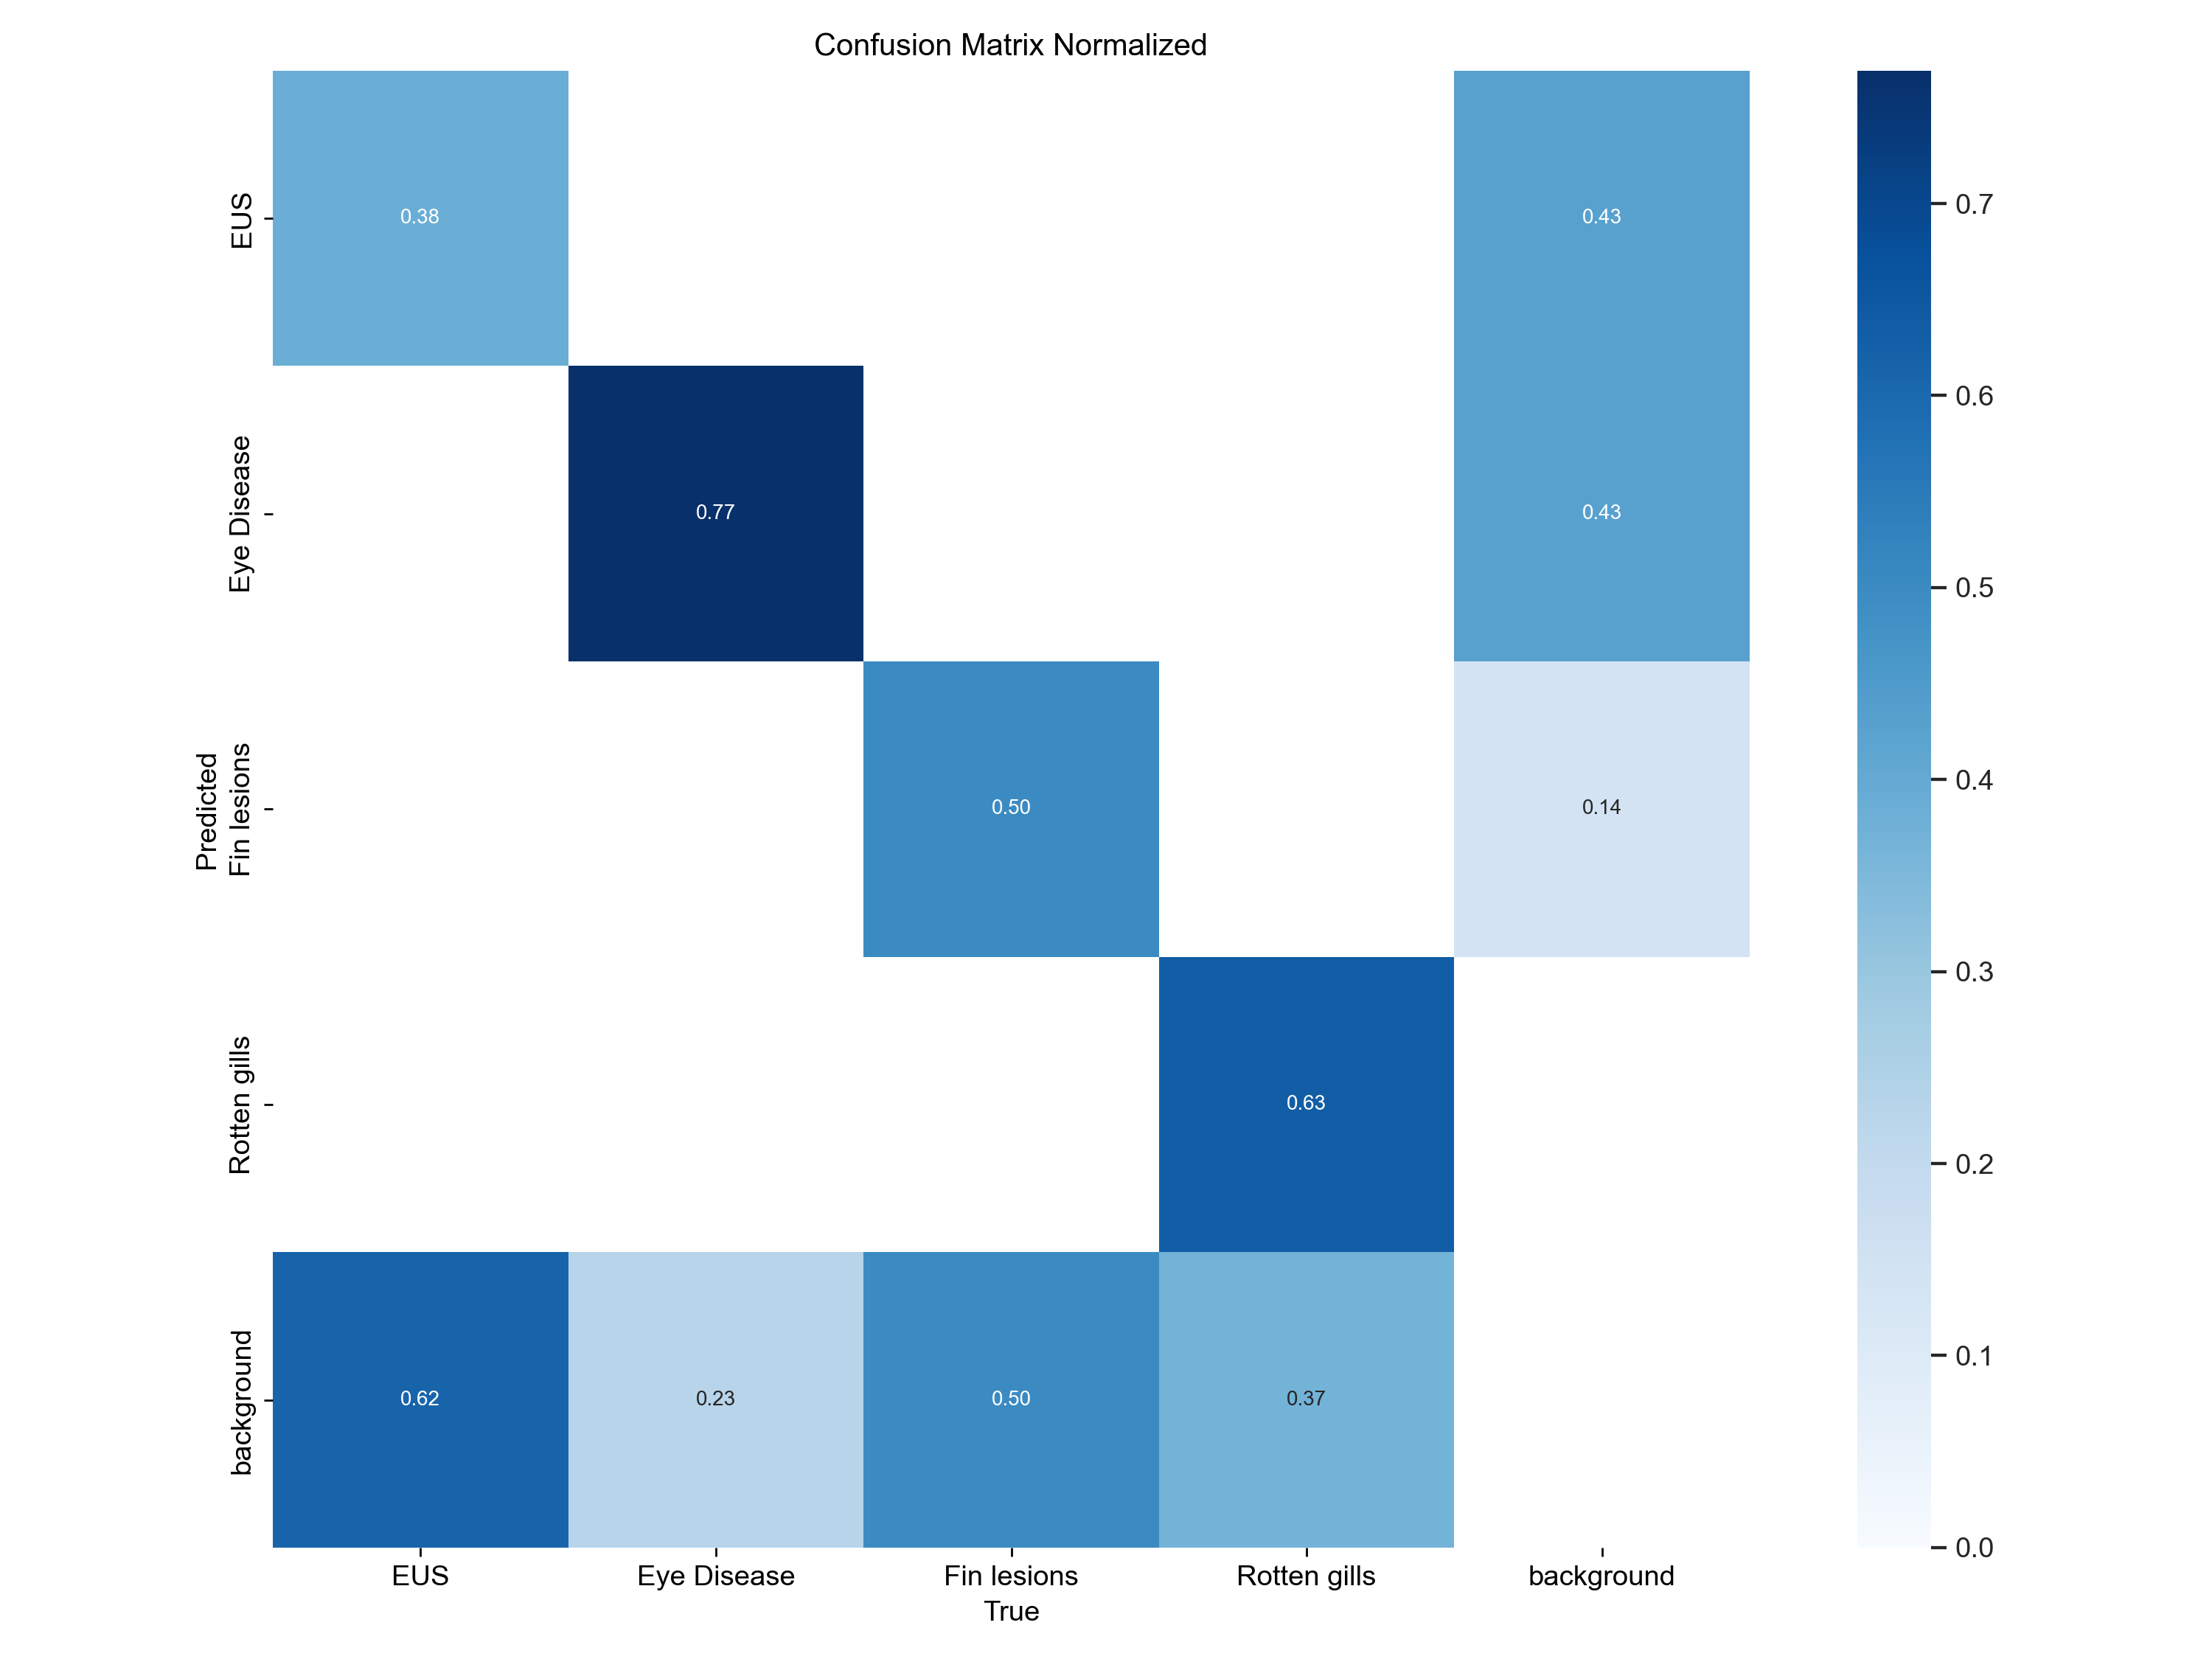 Confusion Matrix Normalized
EUS
0.38
0.43
0.7
0.6
Eye Disease
0.77
0.43
0.5
Predicted
Fin lesions
0.50
0.14
0.4
0.3
Rotten gills
0.63
0.2
background
0.62
0.23
0.50
0.37
0.1
0.0
EUS
Eye Disease
Fin lesions
Rotten gills
background
True